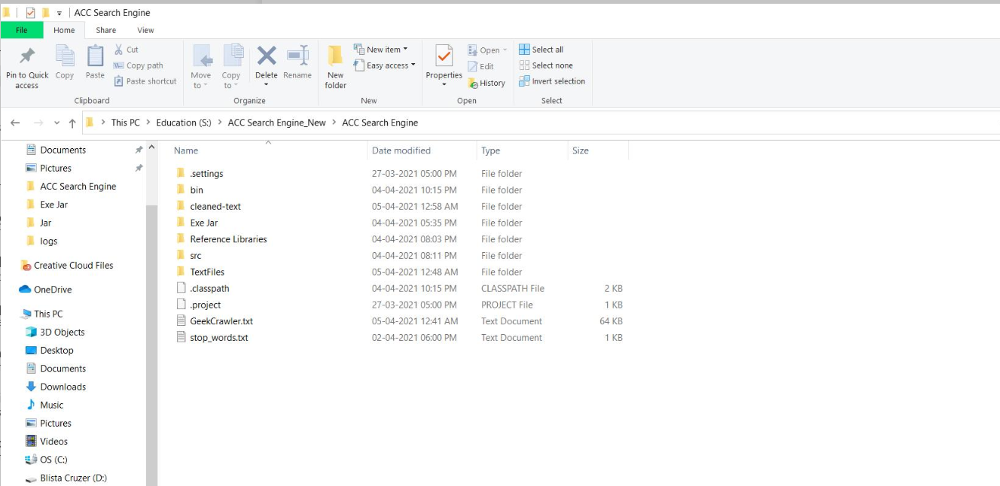 ACC Search Engine
File Home Share View
Pin to Quick access
Copy
Paste
Cut
Copy path
Paste shortcut
Clipboard
Move to
Copy to
Delete
Rename
Organize
New folder
New item
Easy access
New
Properties
Open
Edit
History
Open
Select all
Select none
Invert selection
Select
This PC > Education (S:) > ACC Search Engine_New > ACC Search Engine
Documents
Pictures
ACC Search Engine
Exe Jar
Jar
logs
Creative Cloud Files
OneDrive
This PC
3D Objects
Desktop
Documents
Downloads
Music
Pictures
Videos
OS (C:)
Blista Cruzer (D:)
Name Date modified Type Size
.settings 27-03-2021 05:00 PM File folder
bin 04-04-2021 10:15 PM File folder
cleaned-text 05-04-2021 12:58 AM File folder
Exe Jar 04-04-2021 05:35 PM File folder
Reference Libraries 04-04-2021 08:03 PM File folder
src 04-04-2021 08:11 PM File folder
TextFiles 05-04-2021 12:48 AM File folder
.classpath 04-04-2021 10:15 PM CLASSPATH File 2 KB
.project 27-03-2021 05:00 PM PROJECT File 1 KB
GeekCrawler.txt 05-04-2021 12:41 AM Text Document 64 KB
stop_words.txt 02-04-2021 06:00 PM Text Document 1 KB